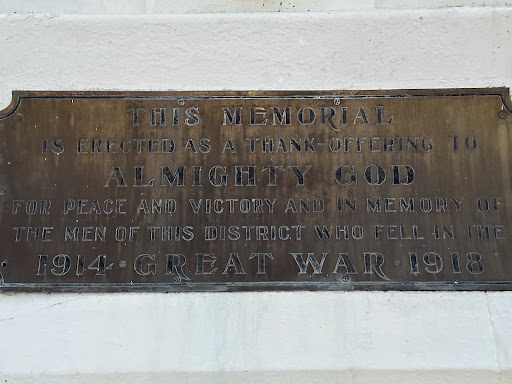 THIS MEMORIAL
IS ERECTED AS A THANK-OFFERING TO
ALMIGHTY GOD
FOR PEACE AND VICTORY AND IN MEMORY OF
THE MEN OF THIS DISTRICT WHO FELL IN THE
1914 · GREAT WAR · 1918